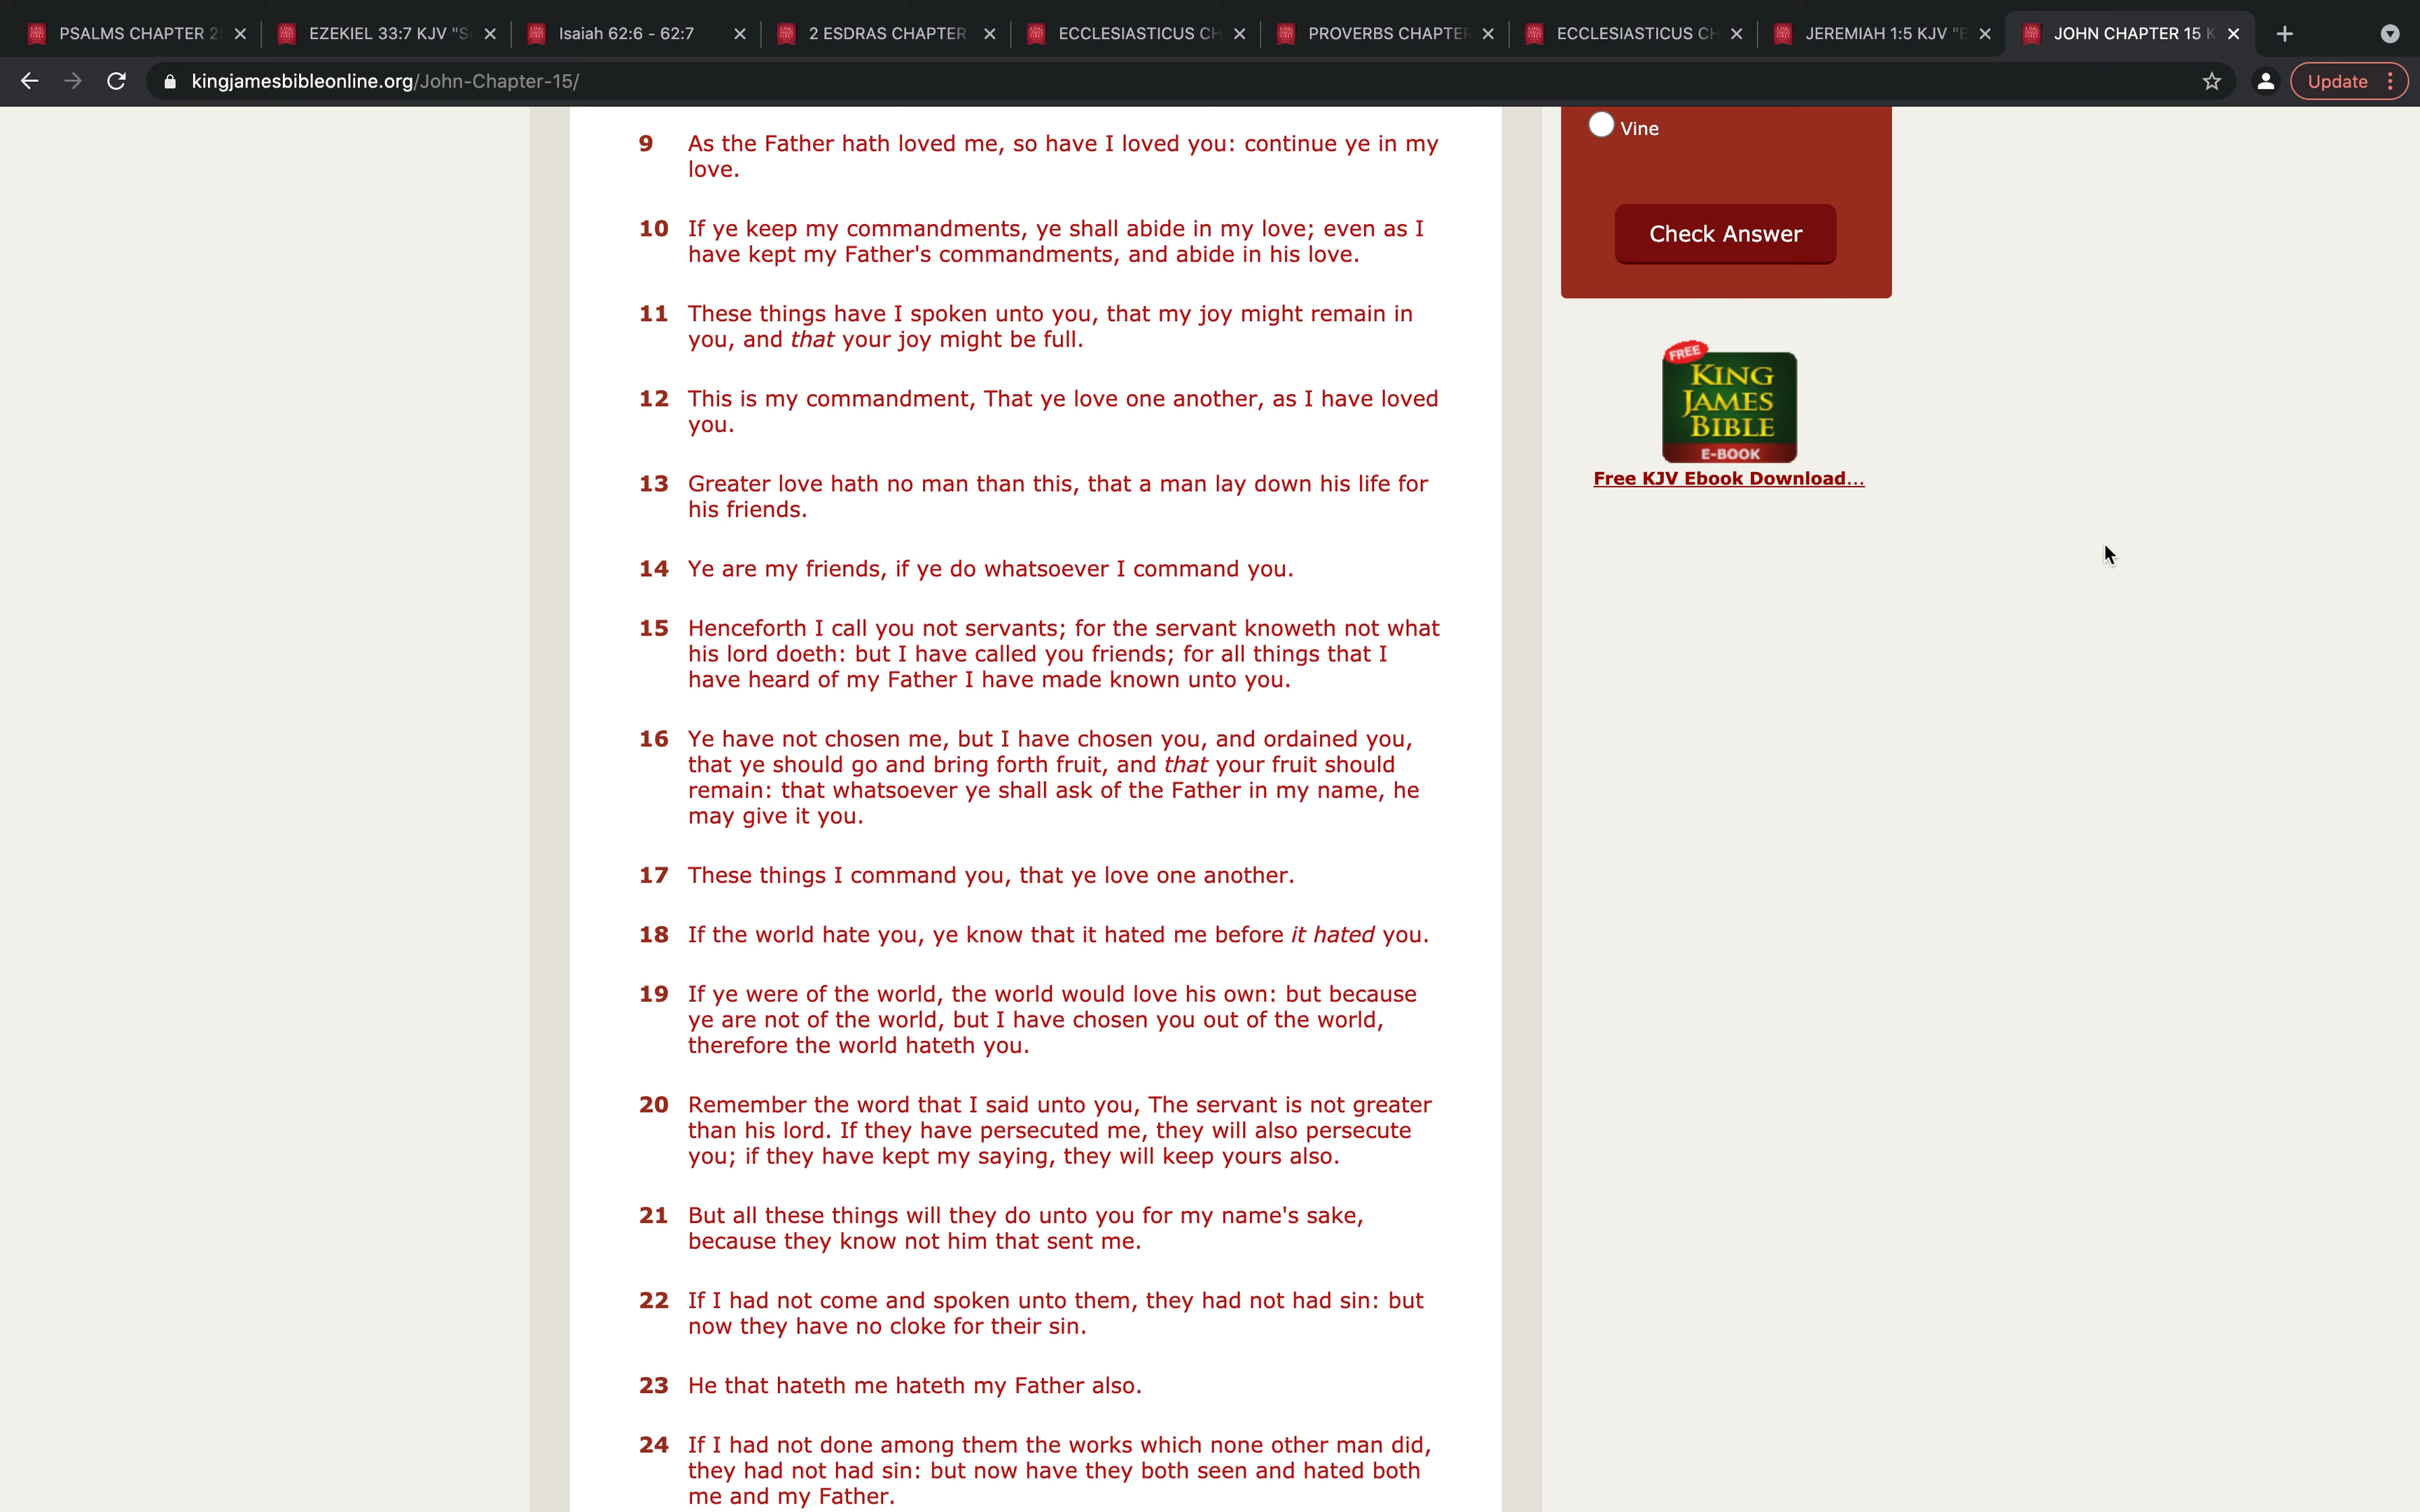 PSALMS CHAPTER 2
EZEKIEL 33:7 KJV "S
Isaiah 62:6 - 62:7
2 ESDRAS CHAPTER
ECCLESIASTICUS CH
PROVERBS CHAPTER
ECCLESIASTICUS CH
JEREMIAH 1:5 KJV "B
JOHN CHAPTER 15 K
kingjamesbibleonline.org/John-Chapter-15/
Update
9 As the Father hath loved me, so have I loved you: continue ye in my
love.
10 If ye keep my commandments, ye shall abide in my love; even as I
have kept my Father's commandments, and abide in his love.
11 These things have I spoken unto you, that my joy might remain in
you, and that your joy might be full.
12 This is my commandment, That ye love one another, as I have loved
you.
13 Greater love hath no man than this, that a man lay down his life for
his friends.
14 Ye are my friends, if ye do whatsoever I command you.
15 Henceforth I call you not servants; for the servant knoweth not what
his lord doeth: but I have called you friends; for all things that I
have heard of my Father I have made known unto you.
16 Ye have not chosen me, but I have chosen you, and ordained you,
that ye should go and bring forth fruit, and that your fruit should
remain: that whatsoever ye shall ask of the Father in my name, he
may give it you.
17 These things I command you, that ye love one another.
18 If the world hate you, ye know that it hated me before it hated you.
19 If ye were of the world, the world would love his own: but because
ye are not of the world, but I have chosen you out of the world,
therefore the world hateth you.
20 Remember the word that I said unto you, The servant is not greater
than his lord. If they have persecuted me, they will also persecute
you; if they have kept my saying, they will keep yours also.
21 But all these things will they do unto you for my name's sake,
because they know not him that sent me.
22 If I had not come and spoken unto them, they had not had sin: but
now they have no cloke for their sin.
23 He that hateth me hateth my Father also.
24 If I had not done among them the works which none other man did,
they had not had sin: but now have they both seen and hated both
me and my Father.
Vine
Check Answer
FREE
KING
JAMES
BIBLE
E-BOOK
Free KJV Ebook Download...